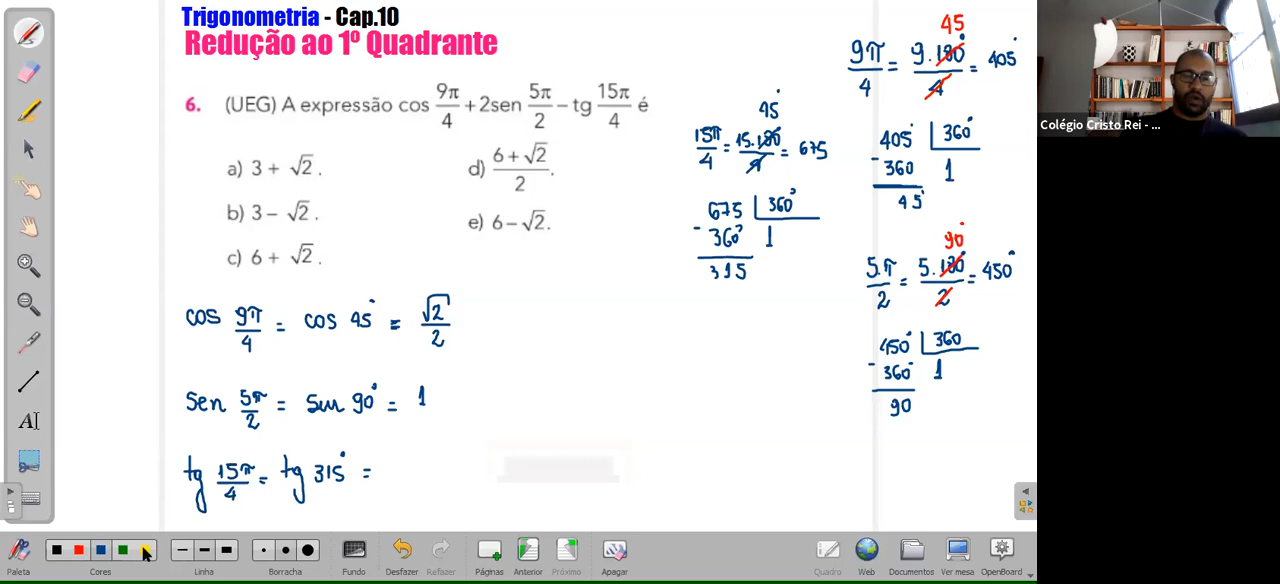 Trigonometria - Cap.10
Redução ao 1º Quadrante
6. (UEG) A expressão cos 9π/4 + 2sen 5π/2 − tg 15π/4 é
a) 3 + √2.
b) 3 − √2.
c) 6 + √2.
d) (6 + √2)/2.
e) 6 − √2.
cos 9π/4 = cos 45° = √2/2
sen 5π/2 = sen 90° = 1
tg 15π/4 = tg 315° =
45°
15π/4 = 15.180°/4 = 675
675 | 360°
- 360° 1
315
45
9π/4 = 9.180°/4 = 405°
405° | 360°
- 360 1
45°
90°
5.π/2 = 5.180°/2 = 450°
450° | 360
- 360° 1
90
Colégio Cristo Rei - ...
A
Paleta
Cores
Linha
Borracha
Fundo
Desfazer
Refazer
Páginas
Anterior
Próximo
Apagar
Quadro
Web
Documentos
Ver mesa
OpenBoard